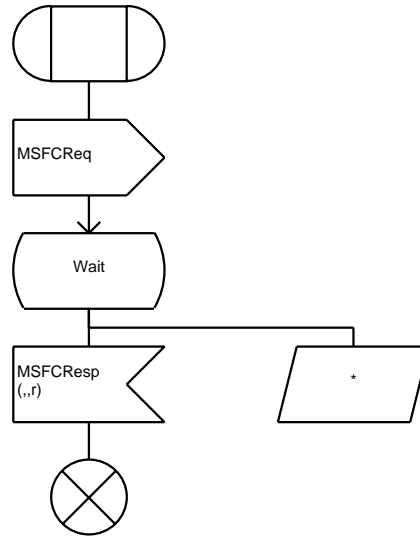 MSFCReq
Wait
MSFCResp
(,,r)
*